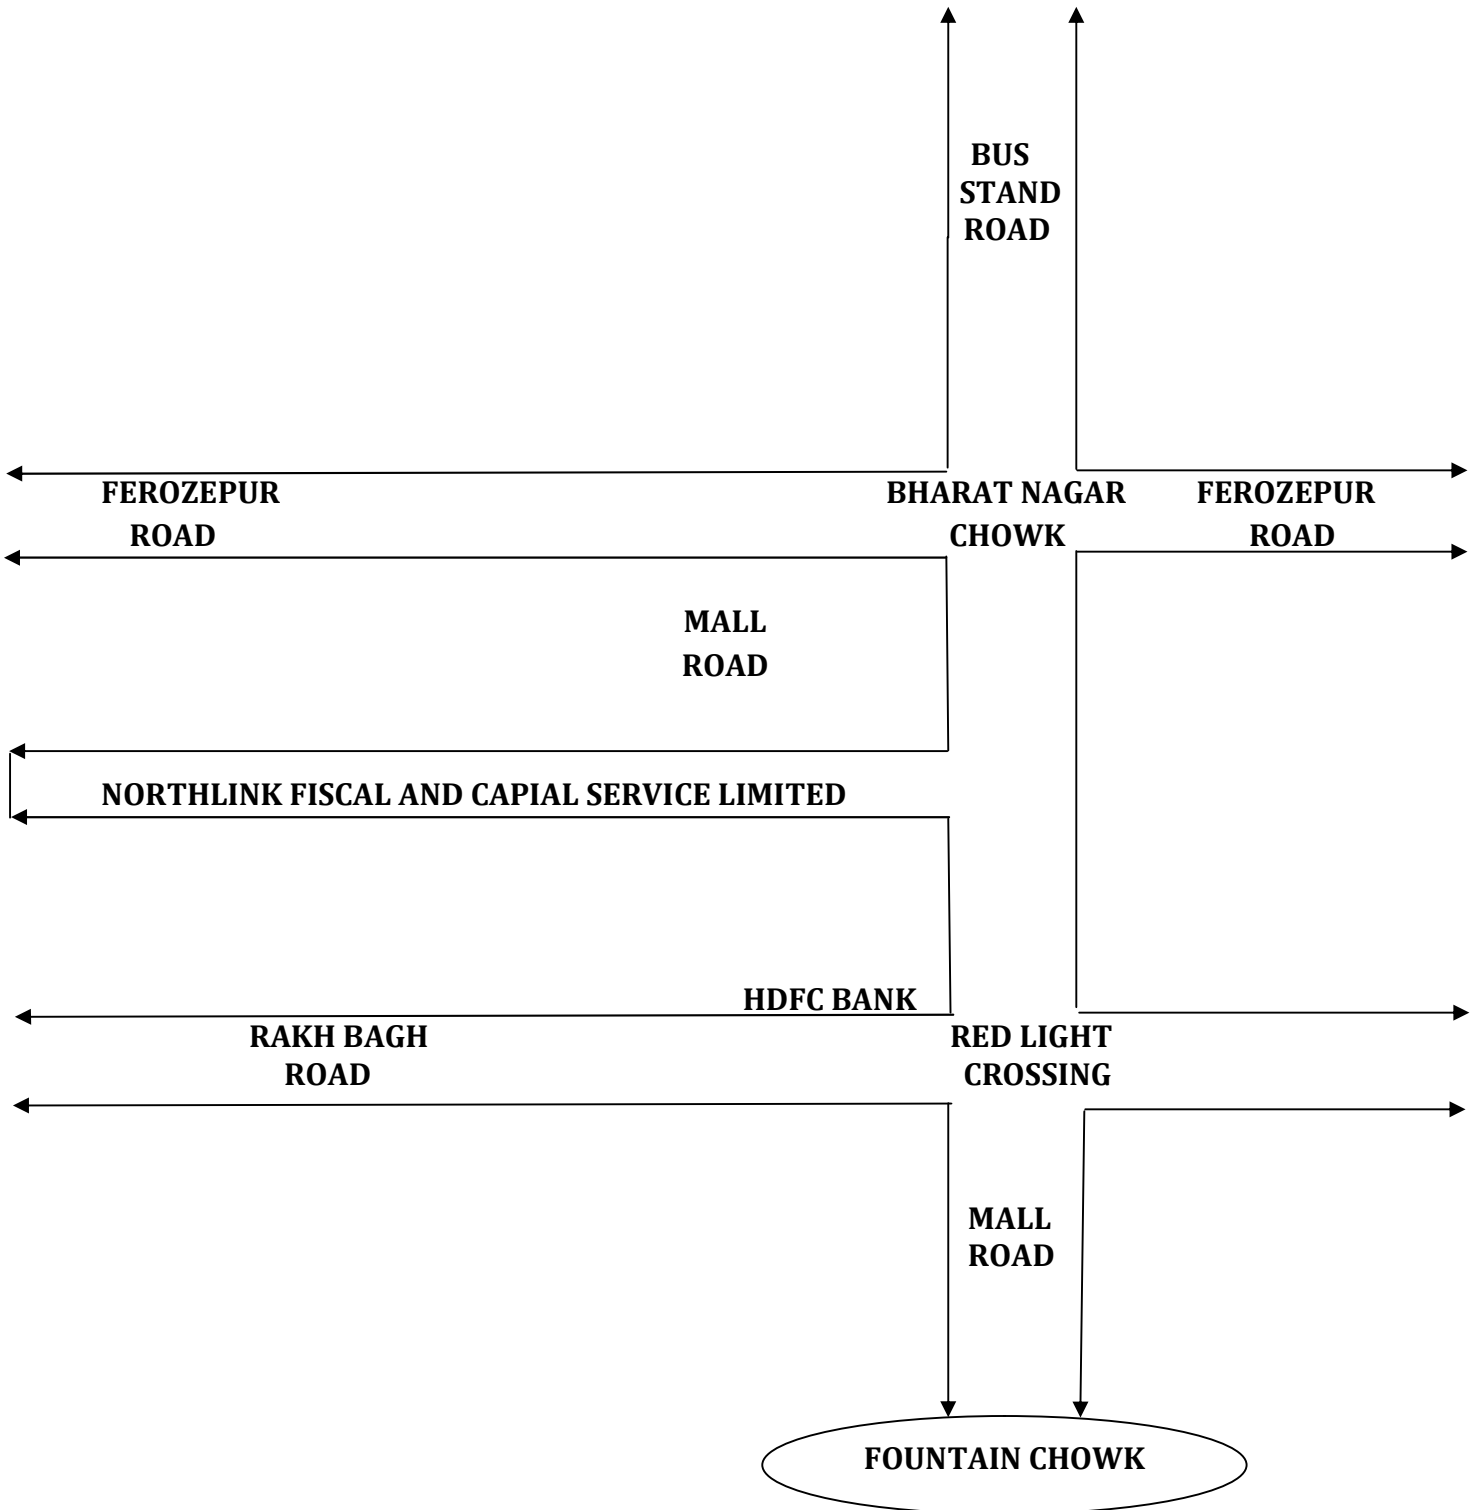 BUS
STAND
ROAD
FEROZEPUR
ROAD
BHARAT NAGAR
CHOWK
FEROZEPUR
ROAD
MALL
ROAD
NORTHLINK FISCAL AND CAPIAL SERVICE LIMITED
HDFC BANK
RAKH BAGH
ROAD
RED LIGHT
CROSSING
MALL
ROAD
FOUNTAIN CHOWK